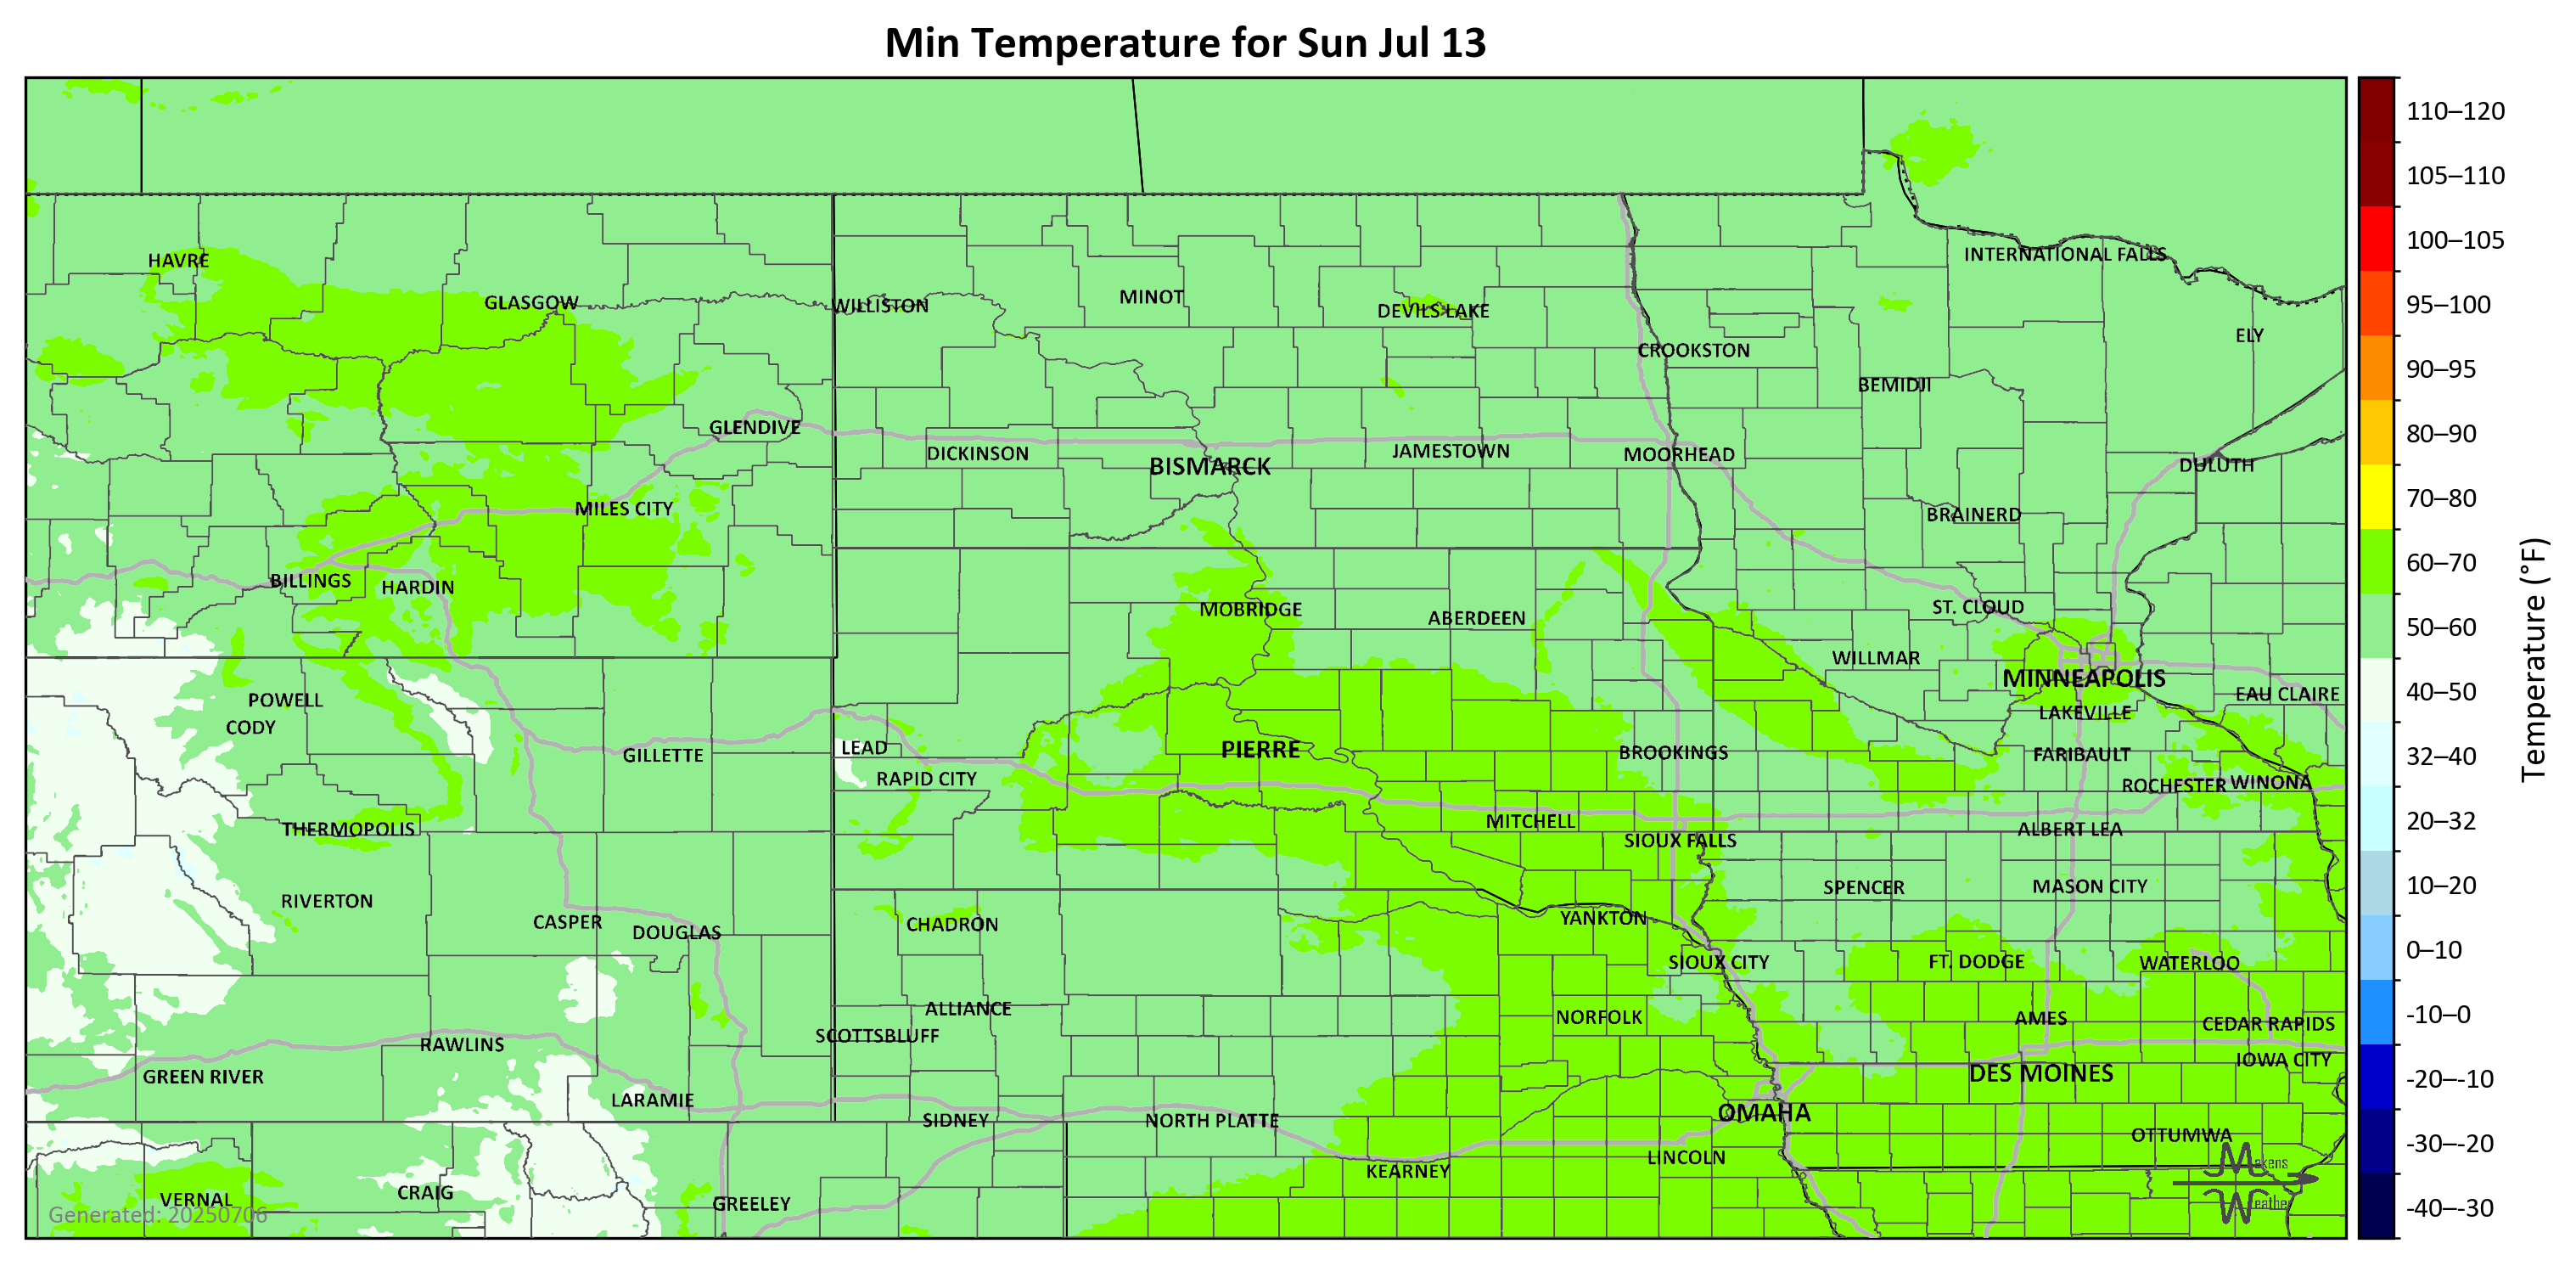 Min Temperature for Sun Jul 13
110–120
105–110
100–105
95–100
90–95
80–90
70–80
60–70
50–60
40–50
32–40
20–32
10–20
0–10
-10–0
-20–-10
-30–-20
-40–-30
Temperature (°F)
HAVRE
GLASGOW
WILLISTON
MINOT
DEVILS LAKE
INTERNATIONAL FALLS
ELY
CROOKSTON
BEMIDJI
GLENDIVE
DICKINSON
BISMARCK
JAMESTOWN
MOORHEAD
DULUTH
MILES CITY
BRAINERD
BILLINGS
HARDIN
MOBRIDGE
ABERDEEN
ST. CLOUD
WILLMAR
MINNEAPOLIS
EAU CLAIRE
POWELL
CODY
LAKEVILLE
GILLETTE
LEAD
PIERRE
BROOKINGS
FARIBAULT
RAPID CITY
ROCHESTER
WINONA
THERMOPOLIS
MITCHELL
SIOUX FALLS
ALBERT LEA
RIVERTON
SPENCER
MASON CITY
CASPER
DOUGLAS
CHADRON
YANKTON
SIOUX CITY
FT. DODGE
WATERLOO
ALLIANCE
SCOTTSBLUFF
NORFOLK
AMES
CEDAR RAPIDS
RAWLINS
IOWA CITY
GREEN RIVER
DES MOINES
LARAMIE
SIDNEY
NORTH PLATTE
OMAHA
OTTUMWA
LINCOLN
KEARNEY
VERNAL
CRAIG
GREELEY
Generated: 20250706
Makens
Weather